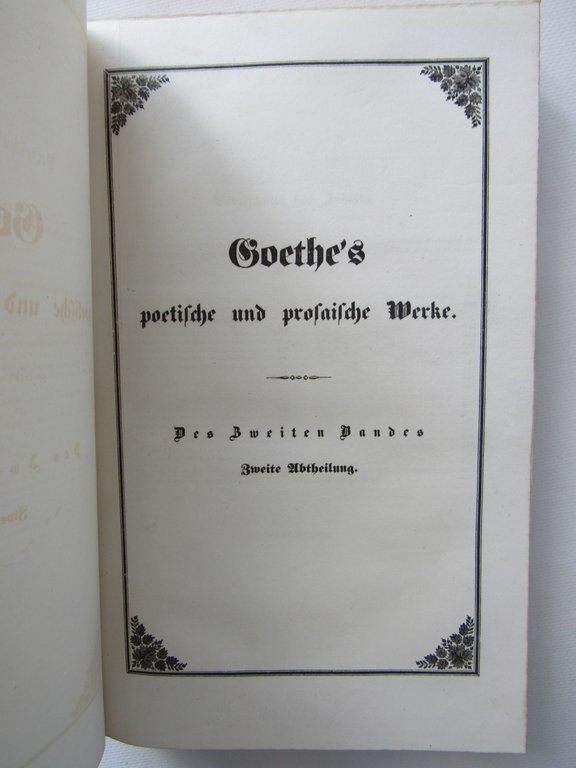 Goethe's
poetiſche und proſaiſche Werke.
Des Zweiten Bandes
Zweite Abtheilung.